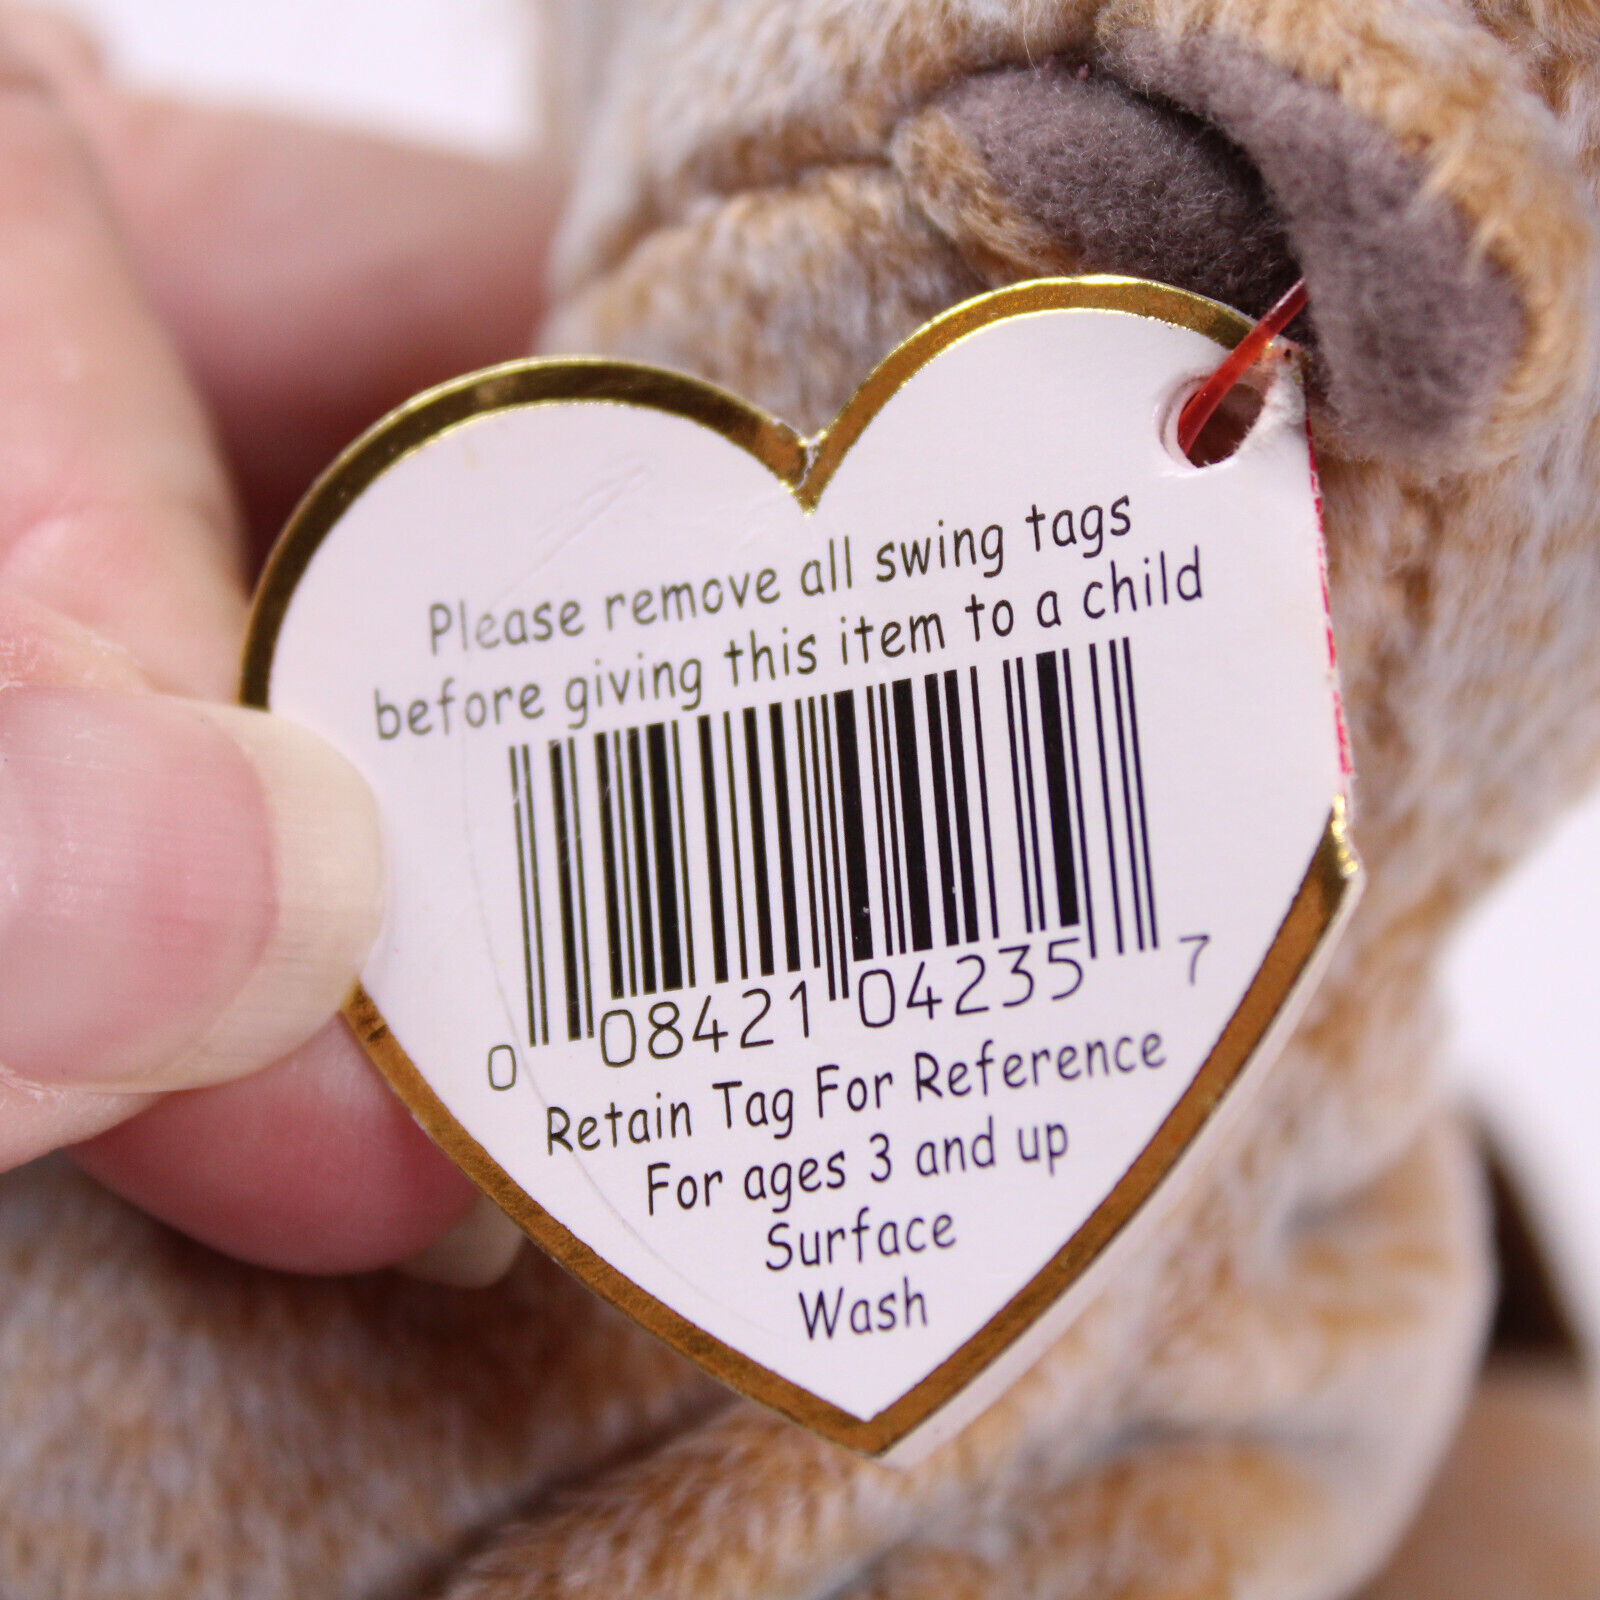 Please remove all swing tags
before giving this item to a child
0 08421 04235 7
Retain Tag For Reference
For ages 3 and up
Surface
Wash